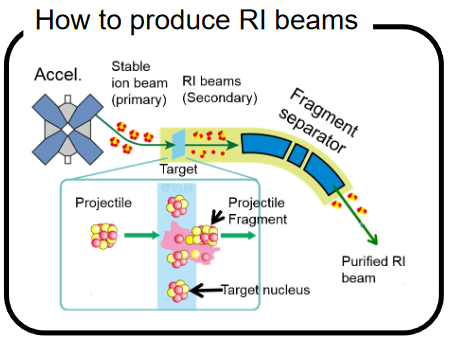 How to produce RI beams
Accel.
Stable
ion beam
(primary)
RI beams
(Secondary)
Fragment
separator
Target
Projectile
Projectile
Fragment
Target nucleus
Purified RI
beam